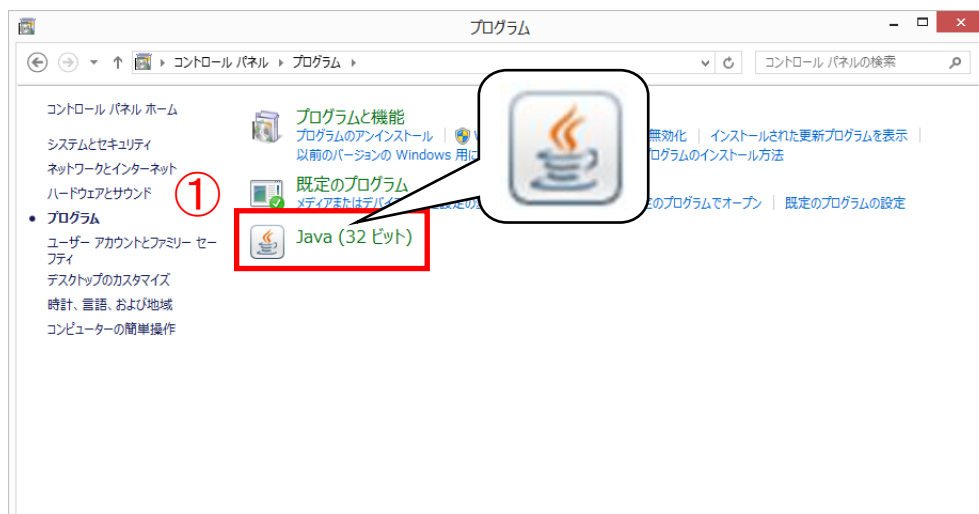 プログラム
コントロール パネル プログラム
コントロール パネルの検索
コントロール パネル ホーム
システムとセキュリティ
ネットワークとインターネット
ハードウェアとサウンド
プログラム
ユーザー アカウントとファミリー セー
フティ
デスクトップのカスタマイズ
時計、言語、および地域
コンピューターの簡単操作
①
プログラムと機能
プログラムのアンインストール 無効化 インストールされた更新プログラムを表示
以前のバージョンの Windows 用に プログラムのインストール方法
既定のプログラム
メディアまたはデバイス 設定の プログラムでオープン 既定のプログラムの設定
Java (32 ビット)